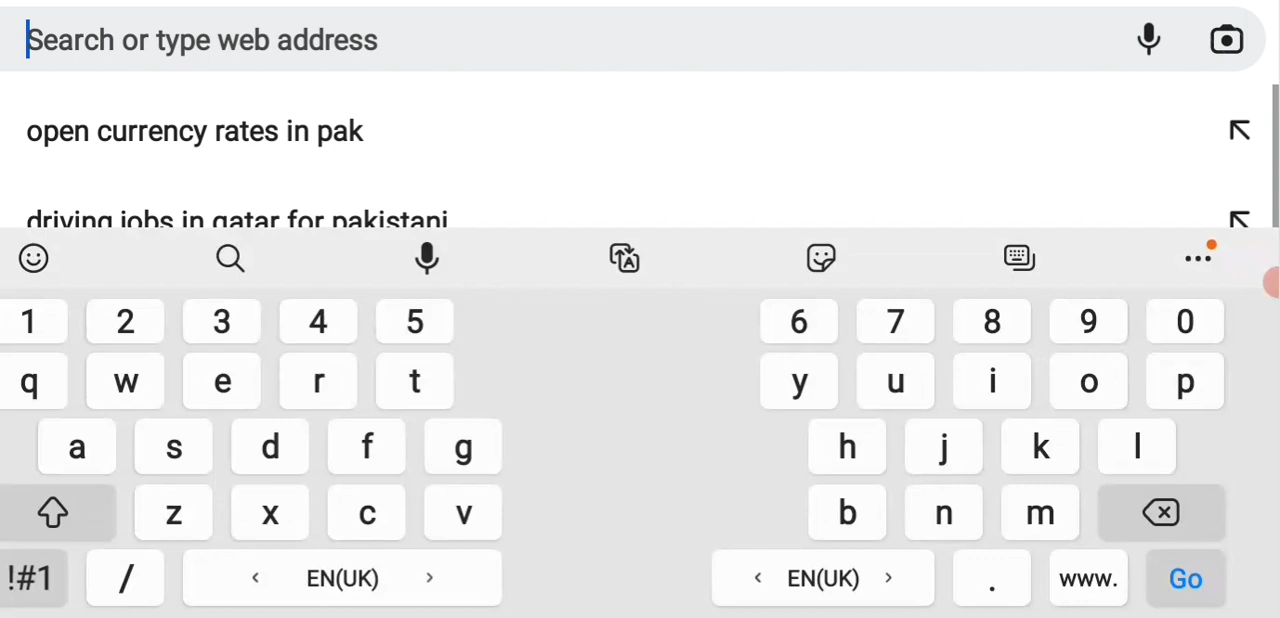 Search or type web address
open currency rates in pak
driving jobs in qatar for pakistani
1 2 3 4 5 6 7 8 9 0
q w e r t y u i o p
a s d f g h j k l
z x c v b n m
!#1 / < EN(UK) > < EN(UK) > . www. Go